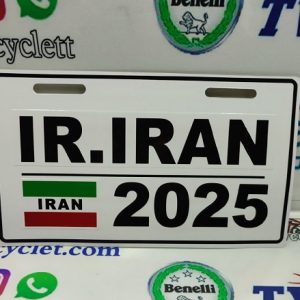 Benelli
cyclett
IR.IRAN
IRAN
2025
cyclet.com
Benelli